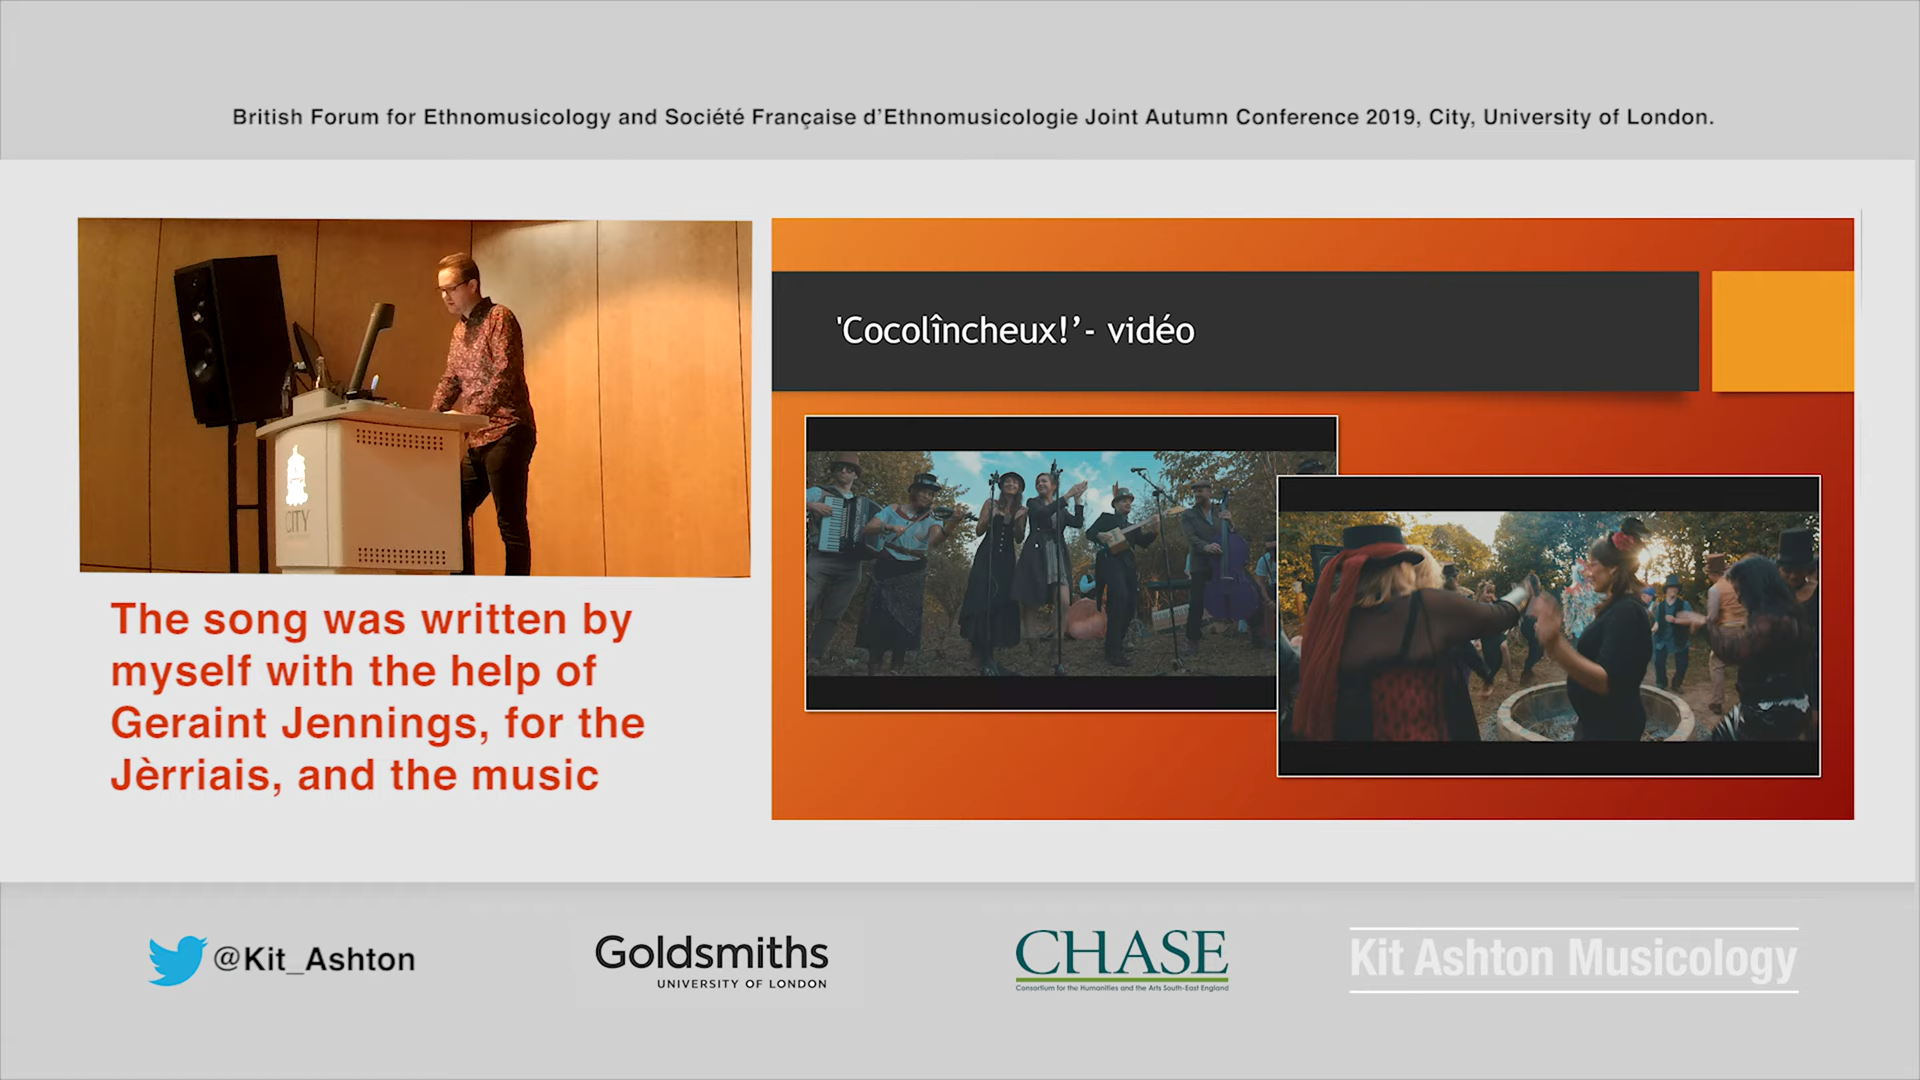 British Forum for Ethnomusicology and Société Française d’Ethnomusicologie Joint Autumn Conference 2019, City, University of London.
'Cocolîncheux!’- vidéo
CITY
The song was written by
myself with the help of
Geraint Jennings, for the
Jèrriais, and the music
@Kit_Ashton
Goldsmiths
UNIVERSITY OF LONDON
CHASE
Consortium for the Humanities and the Arts South-East England
Kit Ashton Musicology